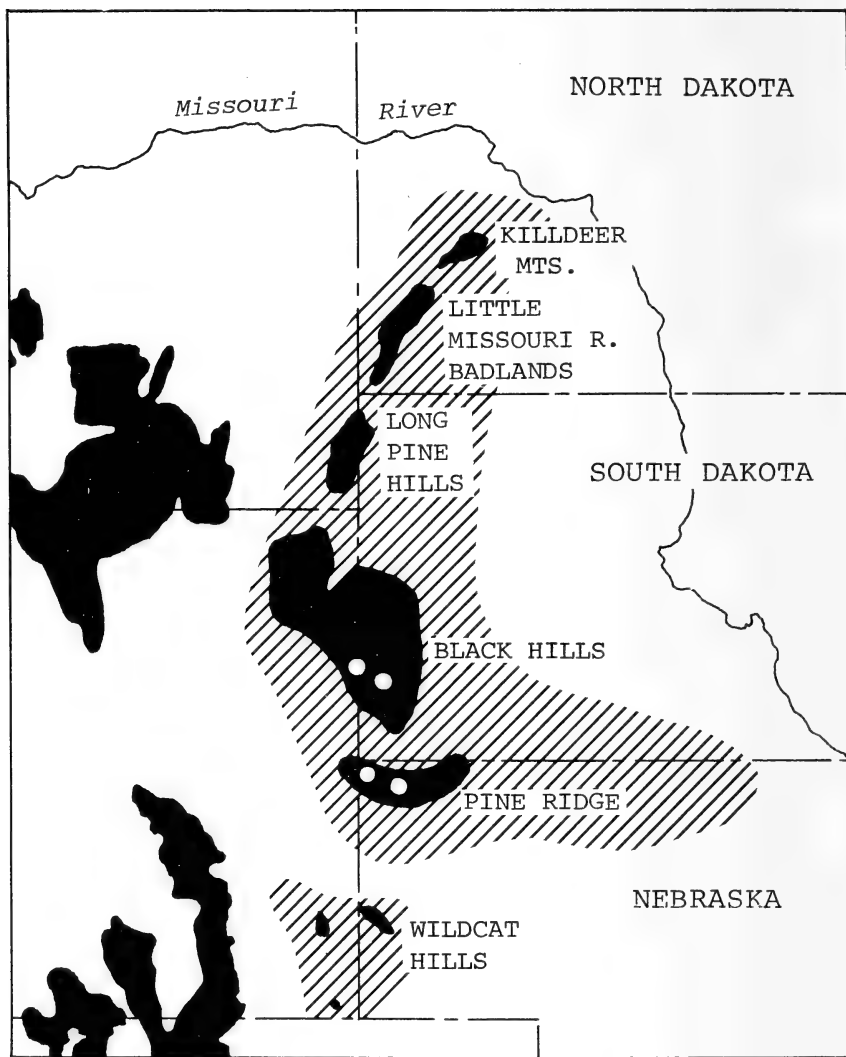 NORTH DAKOTA
Missouri River
KILLDEER
MTS.
LITTLE
MISSOURI R.
BADLANDS
LONG
PINE
HILLS
SOUTH DAKOTA
BLACK HILLS
PINE RIDGE
NEBRASKA
WILDCAT
HILLS